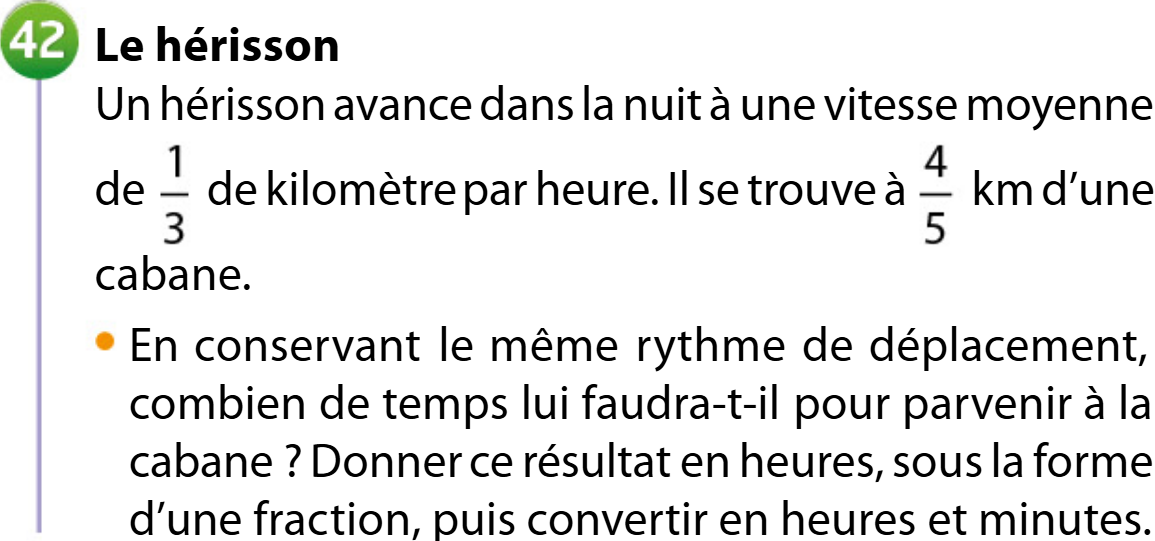 42 Le hérisson
Un hérisson avance dans la nuit à une vitesse moyenne
de 1/3 de kilomètre par heure. Il se trouve à 4/5 km d’une
cabane.
• En conservant le même rythme de déplacement,
combien de temps lui faudra-t-il pour parvenir à la
cabane ? Donner ce résultat en heures, sous la forme
d’une fraction, puis convertir en heures et minutes.